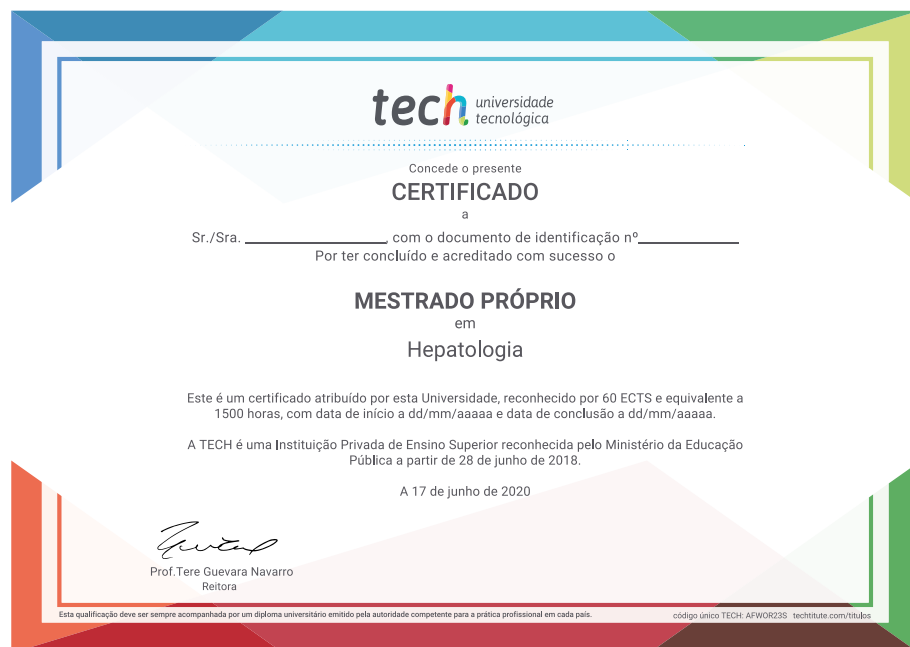 tech universidade
tecnológica
Concede o presente
CERTIFICADO
a
Sr./Sra. ________________, com o documento de identificação nº____________
Por ter concluído e acreditado com sucesso o
MESTRADO PRÓPRIO
em
Hepatologia
Este é um certificado atribuído por esta Universidade, reconhecido por 60 ECTS e equivalente a
1500 horas, com data de início a dd/mm/aaaaa e data de conclusão a dd/mm/aaaaa.
A TECH é uma Instituição Privada de Ensino Superior reconhecida pelo Ministério da Educação
Pública a partir de 28 de junho de 2018.
A 17 de junho de 2020
Prof.Tere Guevara Navarro
Reitora
Esta qualificação deve ser sempre acompanhada por um diploma universitário emitido pela autoridade competente para a prática profissional em cada país.
código único TECH: AFWOR23S techtitute.com/titulos